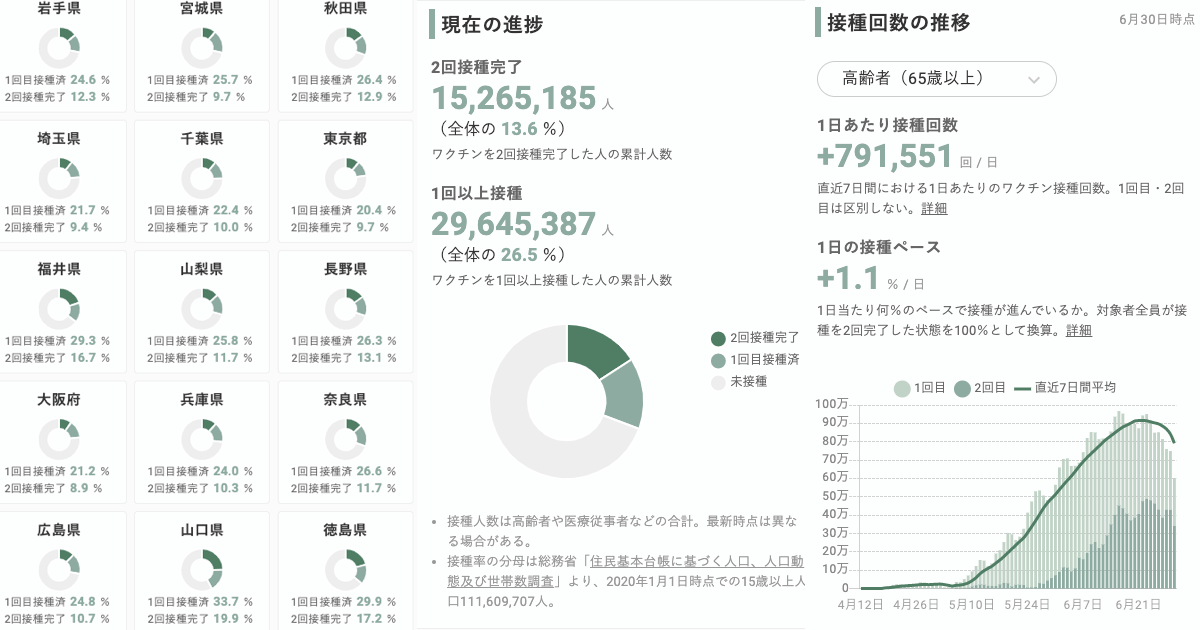 岩手県
1回目接種済 24.6 %
2回接種完了 12.3 %
宮城県
1回目接種済 25.7 %
2回接種完了 9.7 %
秋田県
1回目接種済 26.4 %
2回接種完了 12.9 %
埼玉県
1回目接種済 21.7 %
2回接種完了 9.4 %
千葉県
1回目接種済 22.4 %
2回接種完了 10.0 %
東京都
1回目接種済 20.4 %
2回接種完了 9.7 %
福井県
1回目接種済 29.3 %
2回接種完了 16.7 %
山梨県
1回目接種済 25.8 %
2回接種完了 11.7 %
長野県
1回目接種済 26.3 %
2回接種完了 13.1 %
大阪府
1回目接種済 21.2 %
2回接種完了 8.9 %
兵庫県
1回目接種済 24.0 %
2回接種完了 10.3 %
奈良県
1回目接種済 26.6 %
2回接種完了 11.7 %
広島県
1回目接種済 24.8 %
2回接種完了 10.7 %
山口県
1回目接種済 33.7 %
2回接種完了 19.9 %
徳島県
1回目接種済 29.9 %
2回接種完了 17.2 %
現在の進捗
2回接種完了
15,265,185 人
（全体の 13.6 %）
ワクチンを2回接種完了した人の累計人数
1回以上接種
29,645,387 人
（全体の 26.5 %）
ワクチンを1回以上接種した人の累計人数
2回接種完了
1回目接種済
未接種
• 接種人数は高齢者や医療従事者などの合計。最新時点は異な
る場合がある。
• 接種率の分母は総務省「住民基本台帳に基づく人口、人口動
態及び世帯数調査」より、2020年1月1日時点での15歳以上人
口111,609,707人。
接種回数の推移
6月30日時点
高齢者（65歳以上）
1日あたり接種回数
+791,551 回 / 日
直近7日間における1日あたりのワクチン接種回数。1回目・2回
目は区別しない。詳細
1日の接種ペース
+1.1 % / 日
1日当たり何%のペースで接種が進んでいるか。対象者全員が接
種を2回完了した状態を100%として換算。詳細
1回目 2回目 直近7日間平均
100万
90万
80万
70万
60万
50万
40万
30万
20万
10万
0
4月12日 4月26日 5月10日 5月24日 6月7日 6月21日